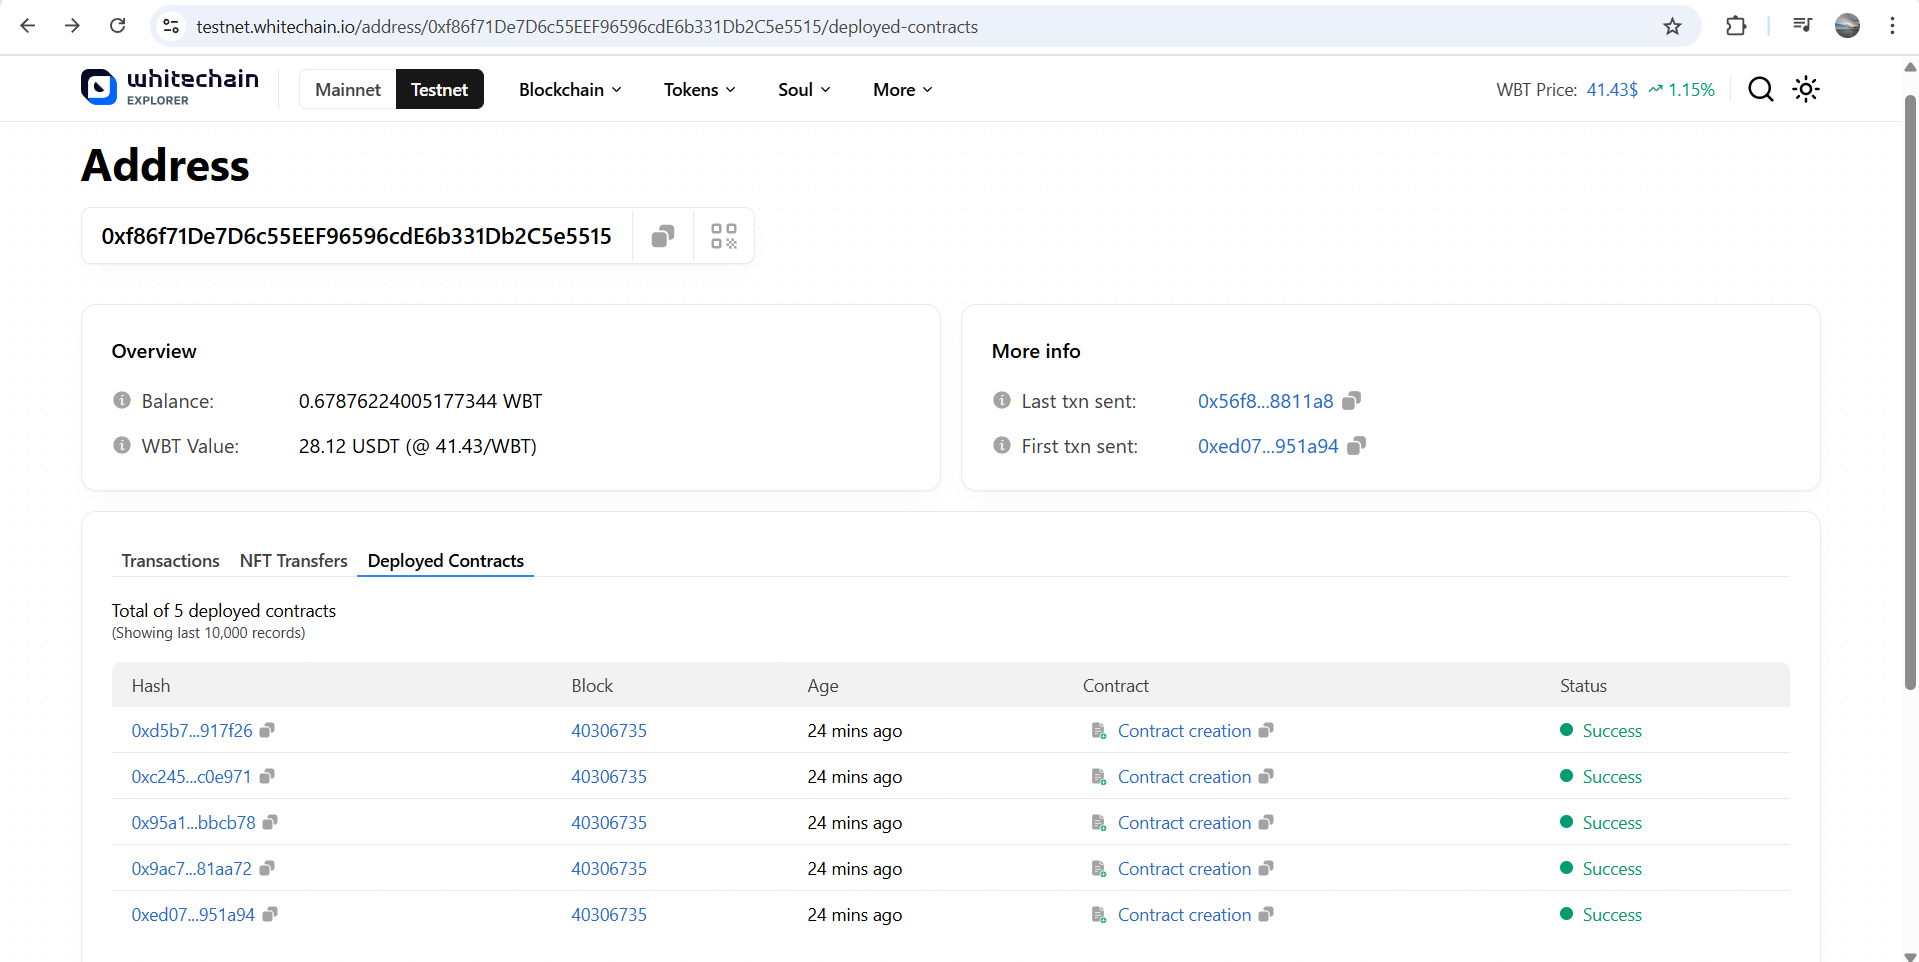 testnet.whitechain.io/address/0xf86f71De7D6c55EEF96596cdE6b331Db2C5e5515/deployed-contracts
whitechain
EXPLORER
Mainnet Testnet Blockchain Tokens Soul More WBT Price: 41.43$ 1.15%
Address
0xf86f71De7D6c55EEF96596cdE6b331Db2C5e5515
Overview
Balance: 0.67876224005177344 WBT
WBT Value: 28.12 USDT (@ 41.43/WBT)
More info
Last txn sent: 0x56f8...8811a8
First txn sent: 0xed07...951a94
Transactions NFT Transfers Deployed Contracts
Total of 5 deployed contracts
(Showing last 10,000 records)
Hash Block Age Contract Status
0xd5b7...917f26 40306735 24 mins ago Contract creation Success
0xc245...c0e971 40306735 24 mins ago Contract creation Success
0x95a1...bbcb78 40306735 24 mins ago Contract creation Success
0x9ac7...81aa72 40306735 24 mins ago Contract creation Success
0xed07...951a94 40306735 24 mins ago Contract creation Success